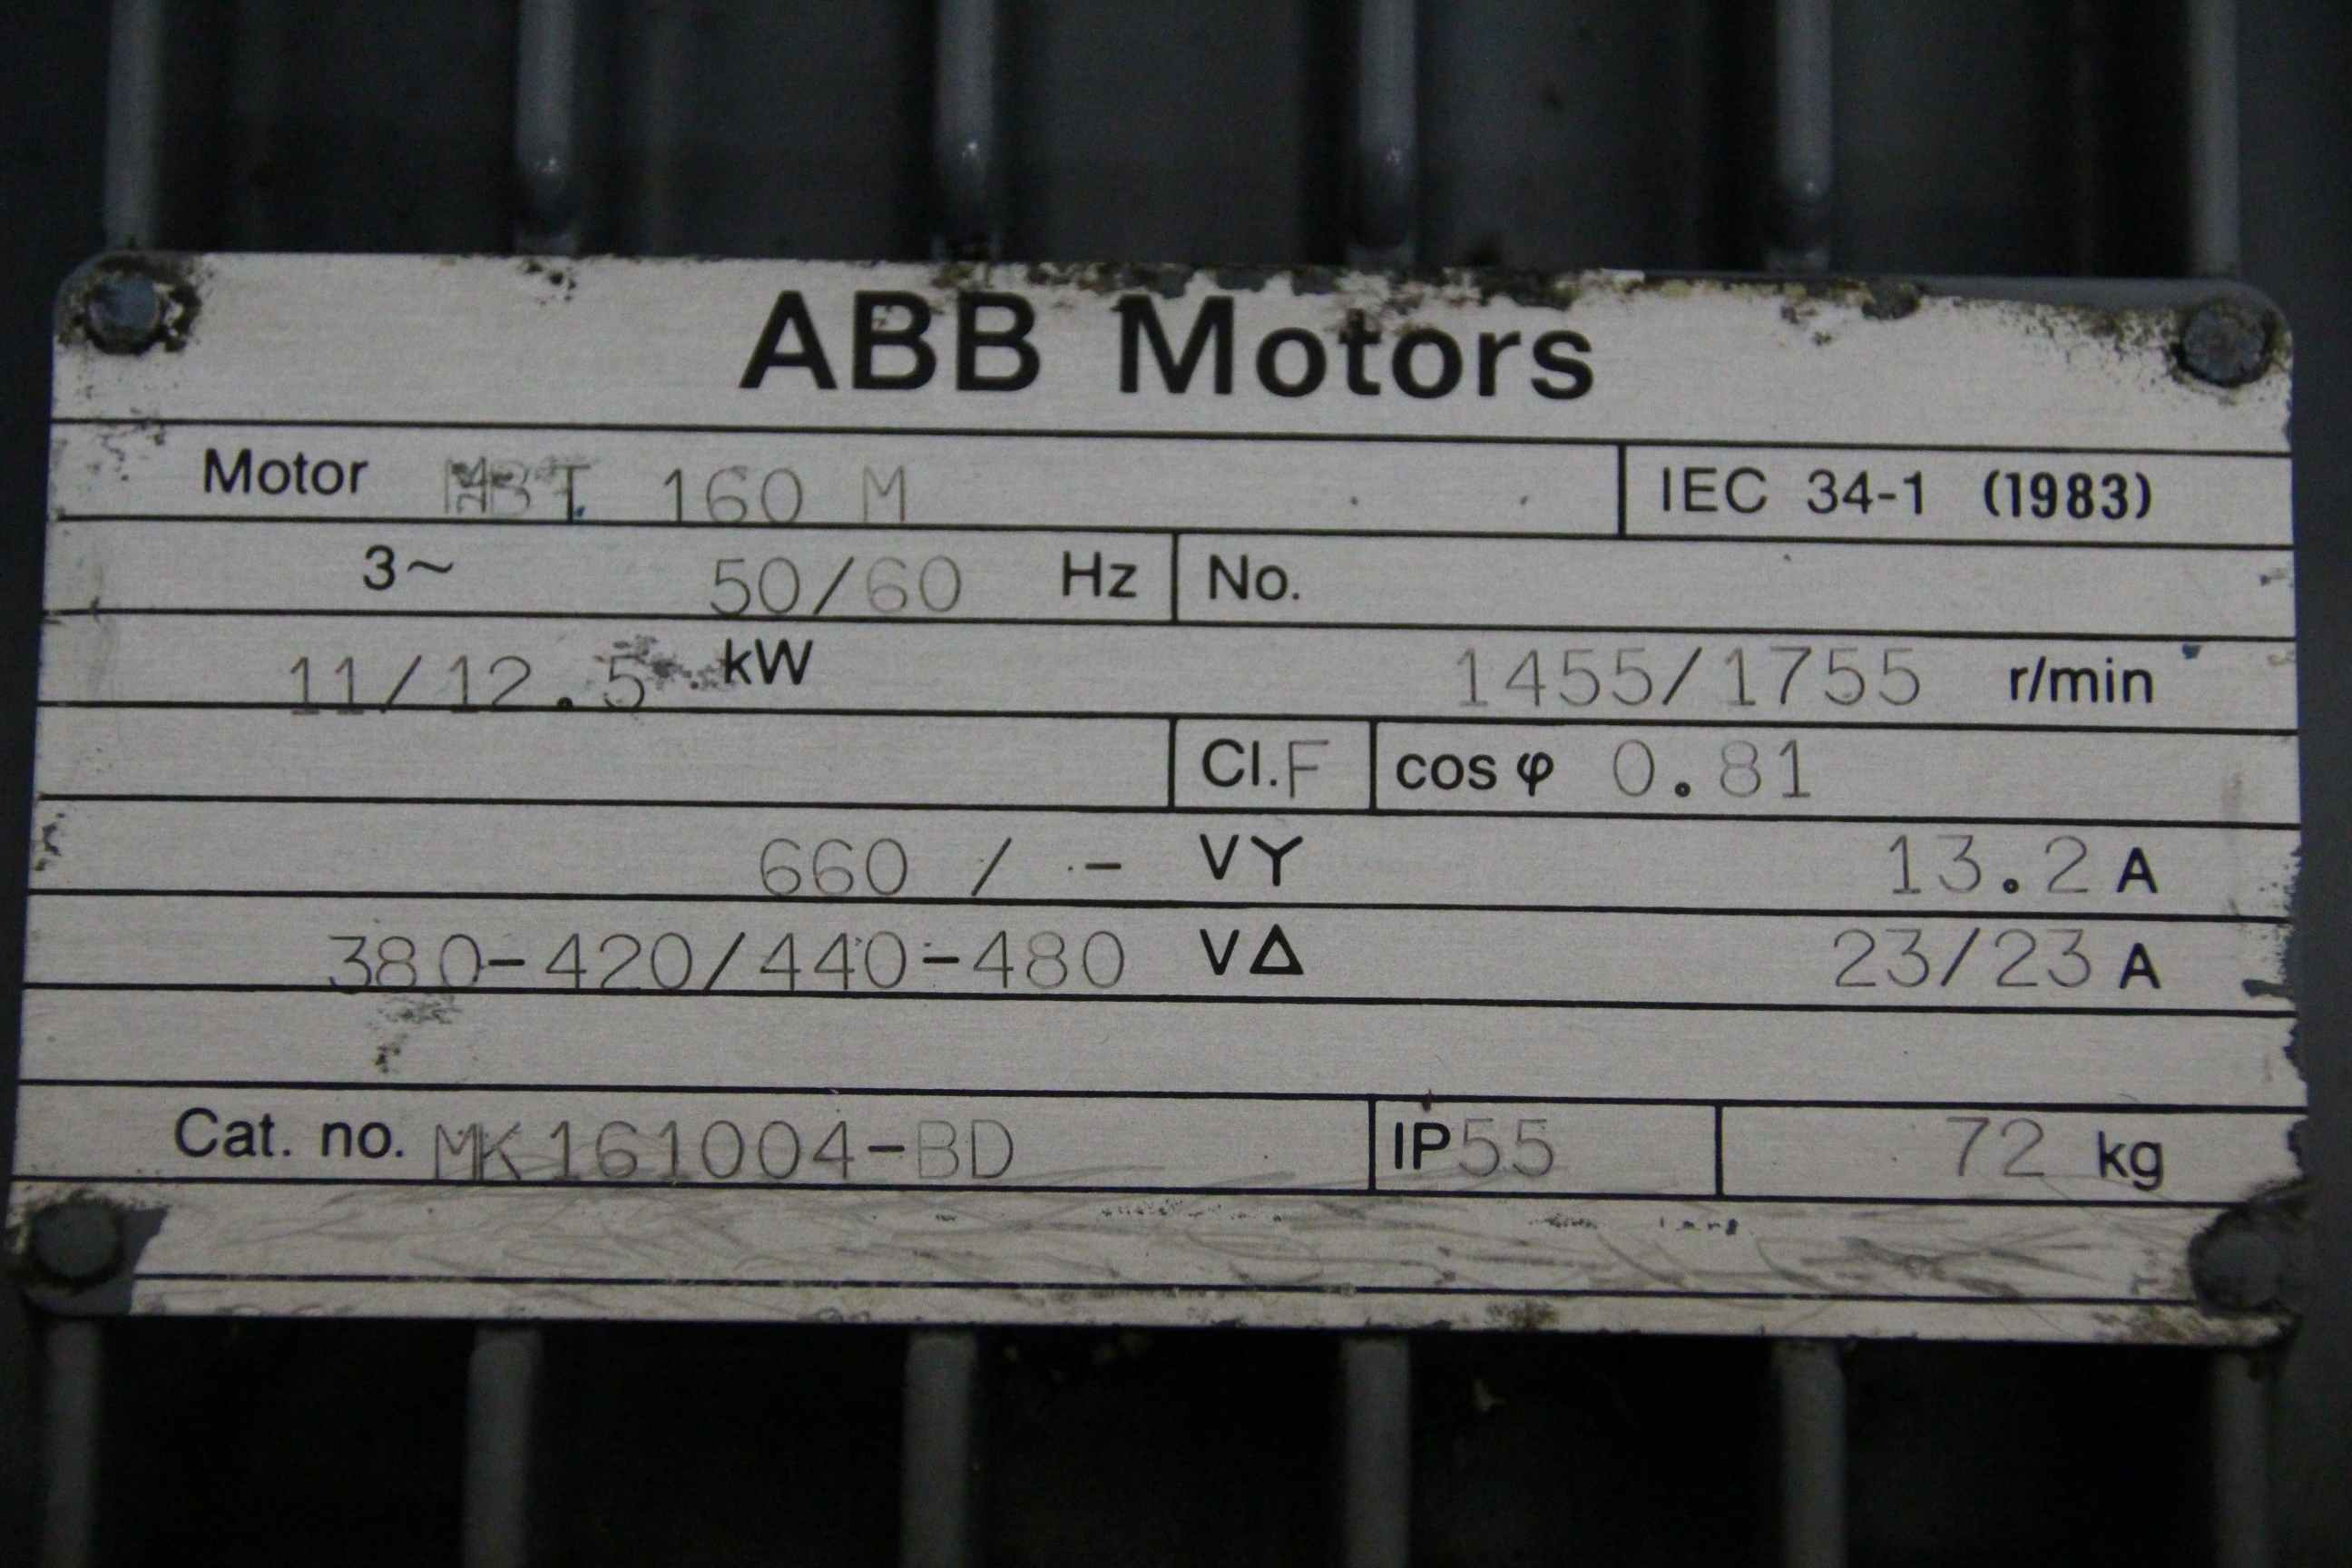 ABB Motors
Motor MBT 160 M IEC 34-1 (1983)
3~ 50/60 Hz No.
11/12.5 kW 1455/1755 r/min
Cl.F cos φ 0.81
660 / - VY 13.2 A
380-420/440-480 VΔ 23/23 A
Cat. no. MK161004-BD IP55 72 kg